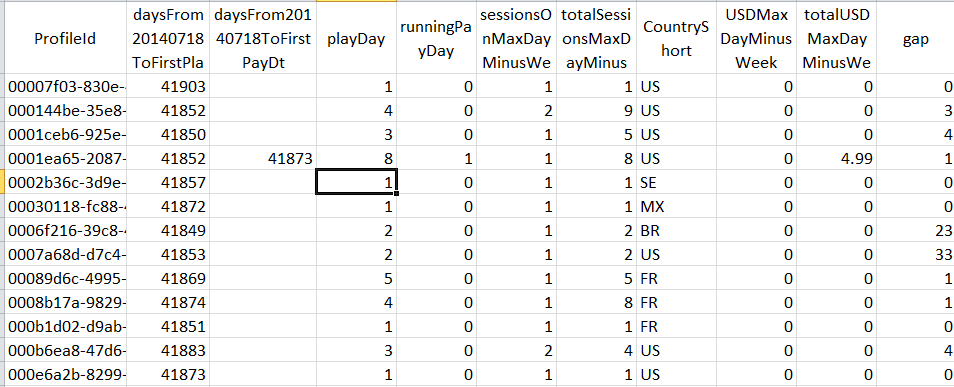 ProfileId daysFrom20140718ToFirstPla daysFrom20140718ToFirstPayDt playDay runningPayDay sessionsOnMaxDayMinusWe totalSessionsMaxDayMinus CountryShort USDMaxDayMinusWeek totalUSDMaxDayMinusWe gap
00007f03-830e- 41903 1 0 1 1 US 0 0 0
000144be-35e8- 41852 4 0 2 9 US 0 0 3
0001ceb6-925e- 41850 3 0 1 5 US 0 0 4
0001ea65-2087- 41852 41873 8 1 1 8 US 0 4.99 1
0002b36c-3d9e- 41857 1 0 1 1 SE 0 0 0
00030118-fc88- 41872 1 0 1 1 MX 0 0 0
0006f216-39c8- 41849 2 0 1 2 BR 0 0 23
0007a68d-d7c4- 41853 2 0 1 2 US 0 0 33
00089d6c-4995- 41869 5 0 1 5 FR 0 0 1
0008b17a-9829- 41874 4 0 1 8 FR 0 0 1
000b1d02-d9ab- 41851 1 0 1 1 FR 0 0 0
000b6ea8-47d6- 41883 3 0 2 4 US 0 0 4
000e6a2b-8299- 41873 1 0 1 1 US 0 0 0